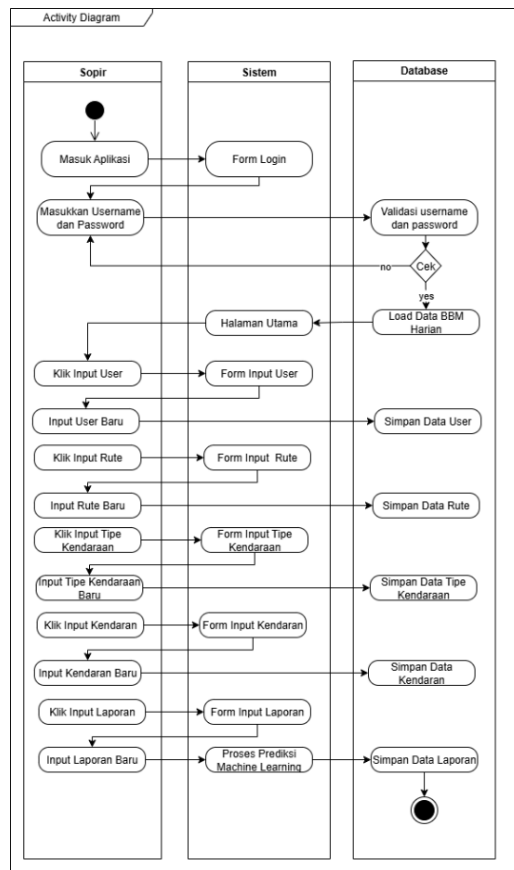 Activity Diagram
Sopir
Sistem
Database
Masuk Aplikasi
Form Login
Masukkan Username
dan Password
Validasi username
dan password
Cek
no
yes
Load Data BBM
Harian
Halaman Utama
Klik Input User
Form Input User
Input User Baru
Simpan Data User
Klik Input Rute
Form Input Rute
Input Rute Baru
Simpan Data Rute
Klik Input Tipe
Kendaraan
Form Input Tipe
Kendaraan
Input Tipe Kendaraan
Baru
Simpan Data Tipe
Kendaraan
Klik Input Kendaran
Form Input Kendaran
Input Kendaran Baru
Simpan Data
Kendaran
Klik Input Laporan
Form Input Laporan
Input Laporan Baru
Proses Prediksi
Machine Learning
Simpan Data Laporan